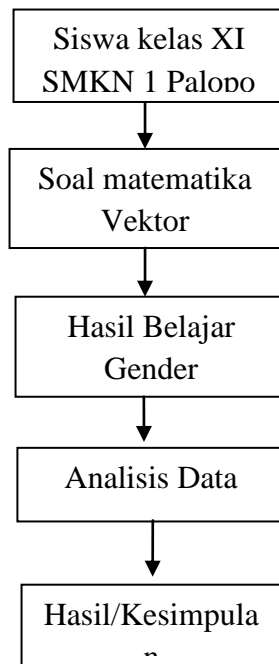 Siswa kelas XI
SMKN 1 Palopo
Soal matematika
Vektor
Hasil Belajar
Gender
Analisis Data
Hasil/Kesimpula
n